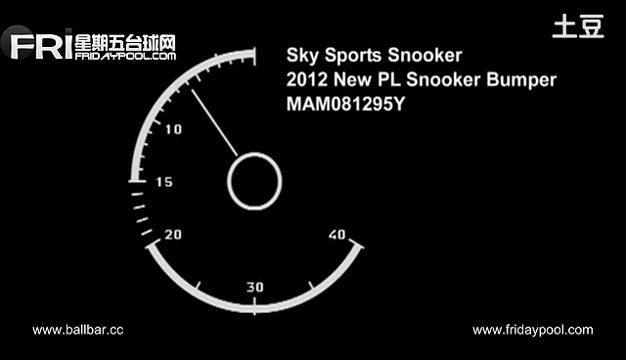 FRI星期五台球网
FRIDAYPOOL.COM
土豆
Sky Sports Snooker
2012 New PL Snooker Bumper
MAM081295Y
10
15
20
40
30
www.ballbar.cc
www.fridaypool.com